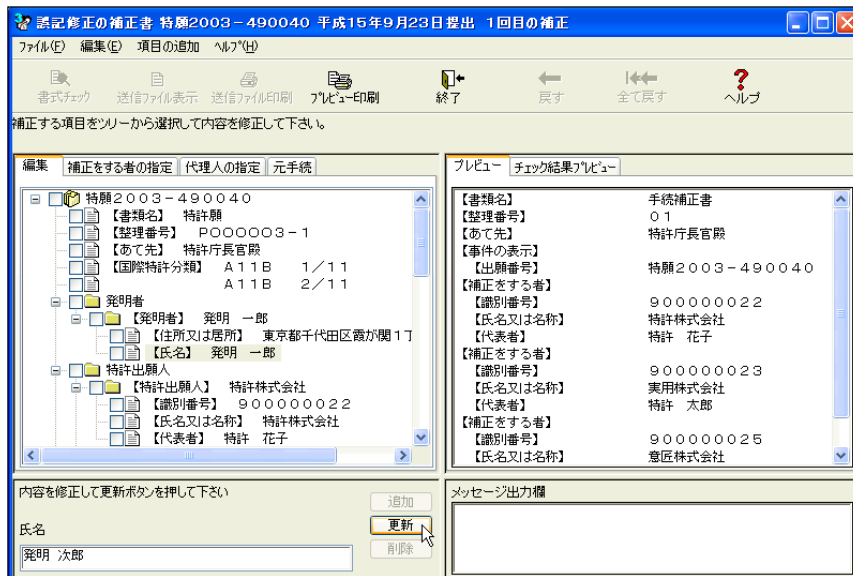 誤記修正の補正書 特願2003－490040 平成15年9月23日提出 1回目の補正
ファイル(F) 編集(E) 項目の追加 ヘルプ(H)
書式チェック 送信ファイル表示 送信ファイル印刷 プレビュー印刷 終了 戻す 全て戻す ヘルプ
補正する項目をツリーから選択して内容を修正して下さい。
編集 補正をする者の指定 代理人の指定 元手続
特願2003－490040
【書類名】 特許願
【整理番号】 P000003－1
【あて先】 特許庁長官殿
【国際特許分類】 A11B 1／11
A11B 2／11
発明者
【発明者】 発明 一郎
【住所又は居所】 東京都千代田区霞が関1丁
【氏名】 発明 一郎
特許出願人
【特許出願人】 特許株式会社
【識別番号】 900000022
【氏名又は名称】 特許株式会社
【代表者】 特許 花子
プレビュー チェック結果プレビュー
【書類名】 手続補正書
【整理番号】 01
【あて先】 特許庁長官殿
【事件の表示】
【出願番号】 特願2003－490040
【補正をする者】
【識別番号】 900000022
【氏名又は名称】 特許株式会社
【代表者】 特許 花子
【補正をする者】
【識別番号】 900000023
【氏名又は名称】 実用株式会社
【代表者】 特許 太郎
【補正をする者】
【識別番号】 900000025
【氏名又は名称】 意匠株式会社
内容を修正して更新ボタンを押して下さい
追加
氏名
更新
発明 次郎
削除
メッセージ出力欄